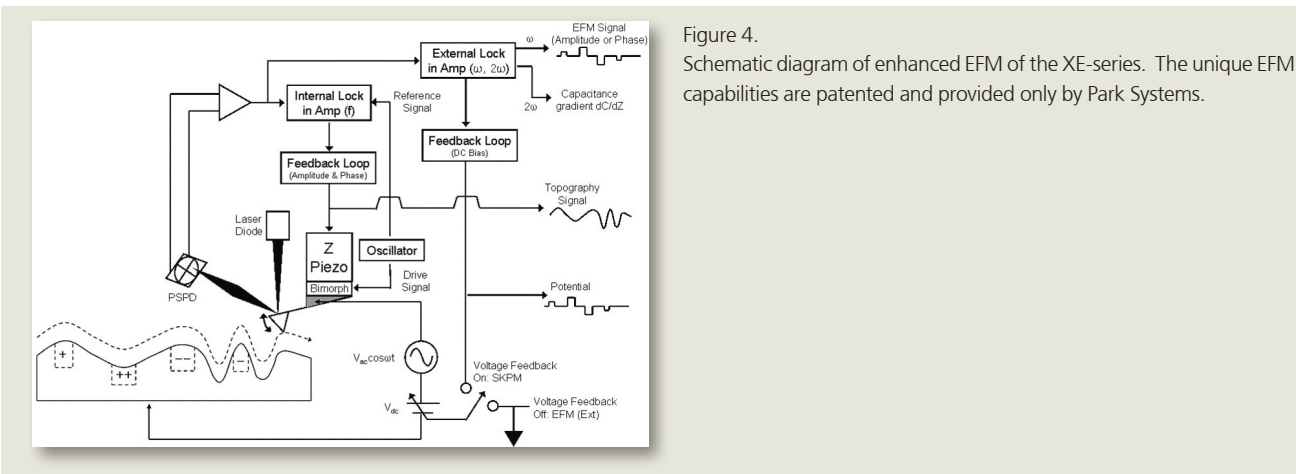 EFM Signal
(Amplitude or Phase)
ω
External Lock
in Amp (ω, 2ω)
2ω
Capacitance
gradient dC/dZ
Internal Lock
in Amp (f)
Reference
Signal
Feedback Loop
(DC Bias)
Feedback Loop
(Amplitude & Phase)
Topography
Signal
Laser
Diode
Z
Piezo
Oscillator
Bimorph
Drive
Signal
PSPD
Potential
+
++
--
-
Vaccosωt
Voltage Feedback
On: SKPM
Vdc
Voltage Feedback
Off: EFM (Ext)
Figure 4.
Schematic diagram of enhanced EFM of the XE-series. The unique EFM
capabilities are patented and provided only by Park Systems.